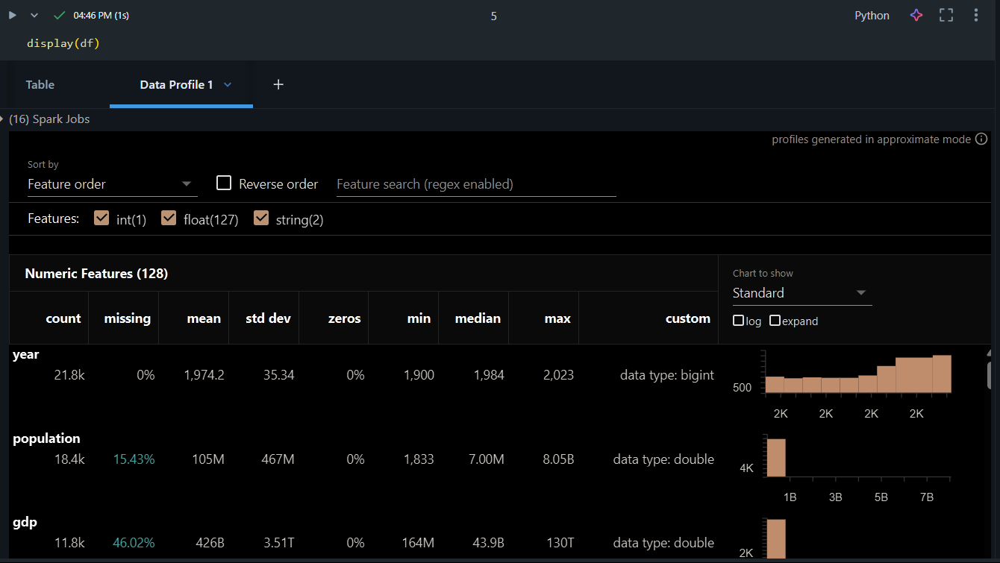 04:46 PM (1s)
5
Python
display(df)
Table
Data Profile 1
+
(16) Spark Jobs
profiles generated in approximate mode
Sort by
Feature order
Reverse order
Feature search (regex enabled)
Features:
int(1)
float(127)
string(2)
Numeric Features (128)
Chart to show
Standard
log
expand
count missing mean std dev zeros min median max custom
year
21.8k 0% 1,974.2 35.34 0% 1,900 1,984 2,023 data type: bigint
500
2K 2K 2K 2K
population
18.4k 15.43% 105M 467M 0% 1,833 7.00M 8.05B data type: double
4K
1B 3B 5B 7B
gdp
11.8k 46.02% 426B 3.51T 0% 164M 43.9B 130T data type: double
2K